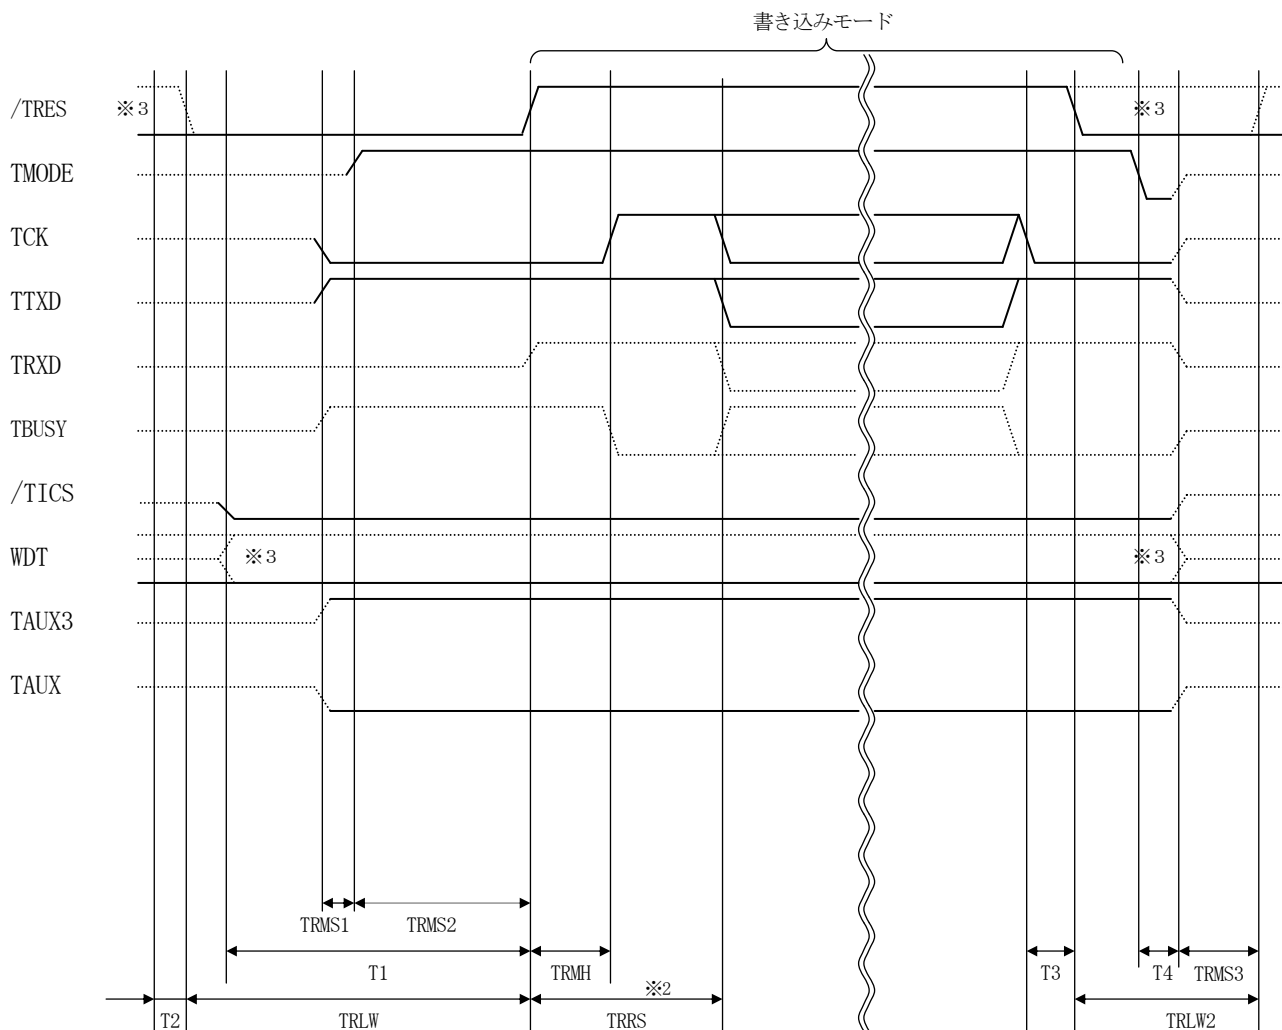 書き込みモード
/TRES ※3 ※3
TMODE
TCK
TTXD
TRXD
TBUSY
/TICS
WDT ※3 ※3
TAUX3
TAUX
TRMS1 TRMS2
T1 TRMH T3 T4 TRMS3
※2
T2 TRLW TRRS TRLW2